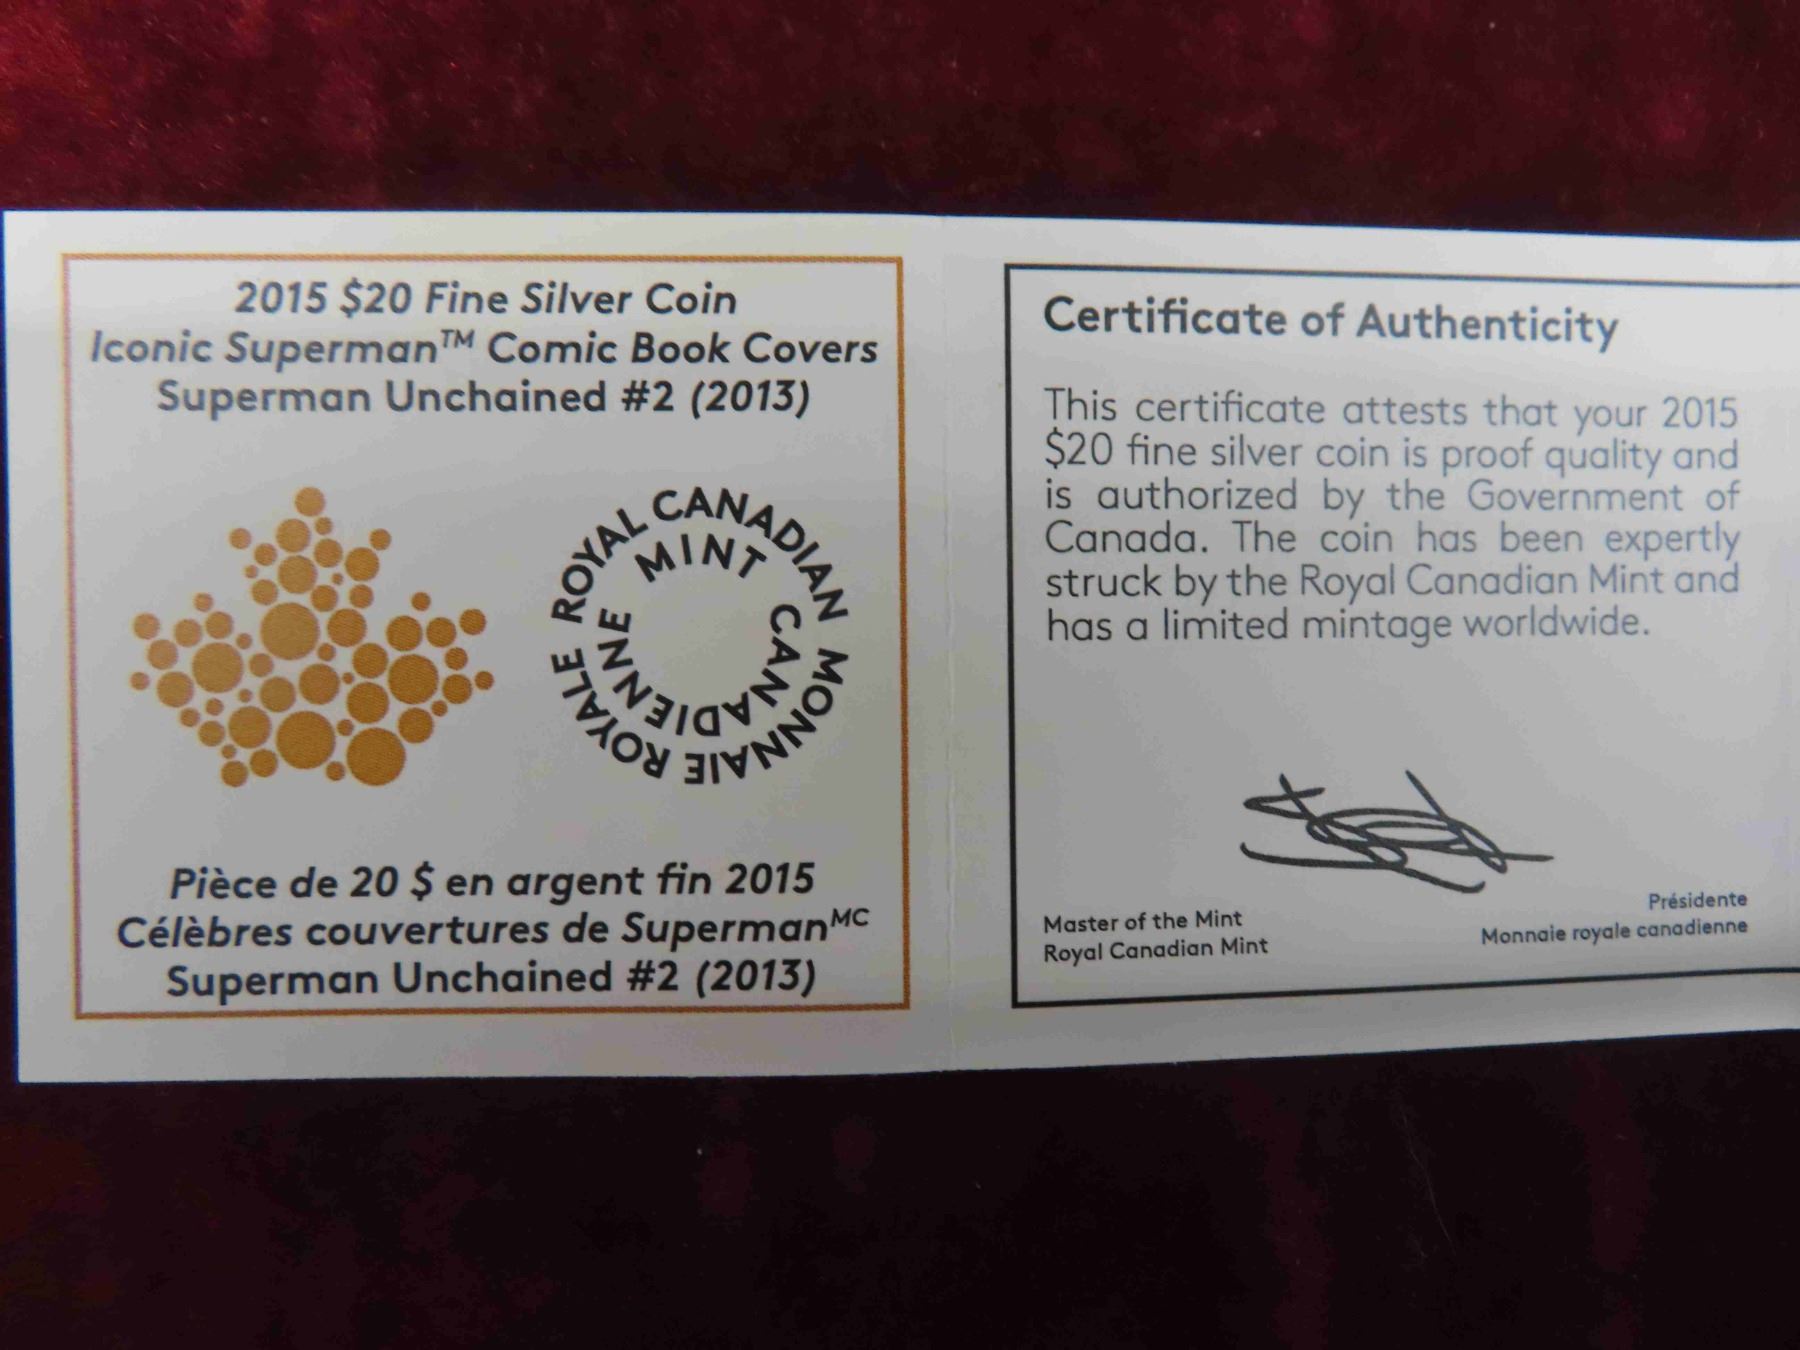 2015 $20 Fine Silver Coin
Iconic Superman™ Comic Book Covers
Superman Unchained #2 (2013)
ROYAL CANADIAN MINT
MONNAIE ROYALE CANADIENNE
Pièce de 20 $ en argent fin 2015
Célèbres couvertures de Superman MC
Superman Unchained #2 (2013)
Certificate of Authenticity
This certificate attests that your 2015
$20 fine silver coin is proof quality and
is authorized by the Government of
Canada. The coin has been expertly
struck by the Royal Canadian Mint and
has a limited mintage worldwide.
Master of the Mint
Royal Canadian Mint
Présidente
Monnaie royale canadienne